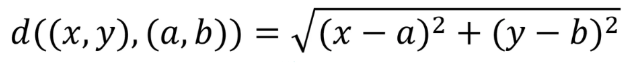 d((x, y), (a, b)) = √(x − a)² + (y − b)²